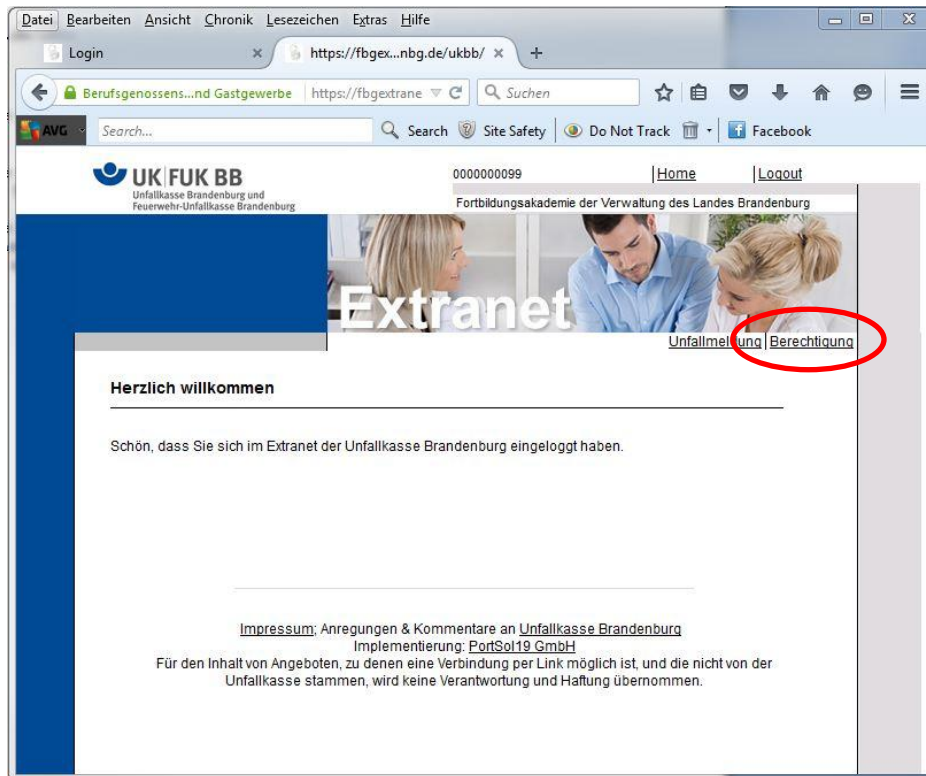 Datei Bearbeiten Ansicht Chronik Lesezeichen Extras Hilfe
Login × https://fbgex...nbg.de/ukbb/ × +
Berufsgenossens...nd Gastgewerbe https://fbgextrane Suchen
AVG Search... Search Site Safety Do Not Track Facebook
UK|FUK BB
Unfallkasse Brandenburg und
Feuerwehr-Unfallkasse Brandenburg
0000000099 |Home |Logout
Fortbildungsakademie der Verwaltung des Landes Brandenburg
Extranet
Unfallmeldung|Berechtigung
Herzlich willkommen
Schön, dass Sie sich im Extranet der Unfallkasse Brandenburg eingeloggt haben.
Impressum; Anregungen & Kommentare an Unfallkasse Brandenburg
Implementierung: PortSol19 GmbH
Für den Inhalt von Angeboten, zu denen eine Verbindung per Link möglich ist, und die nicht von der
Unfallkasse stammen, wird keine Verantwortung und Haftung übernommen.